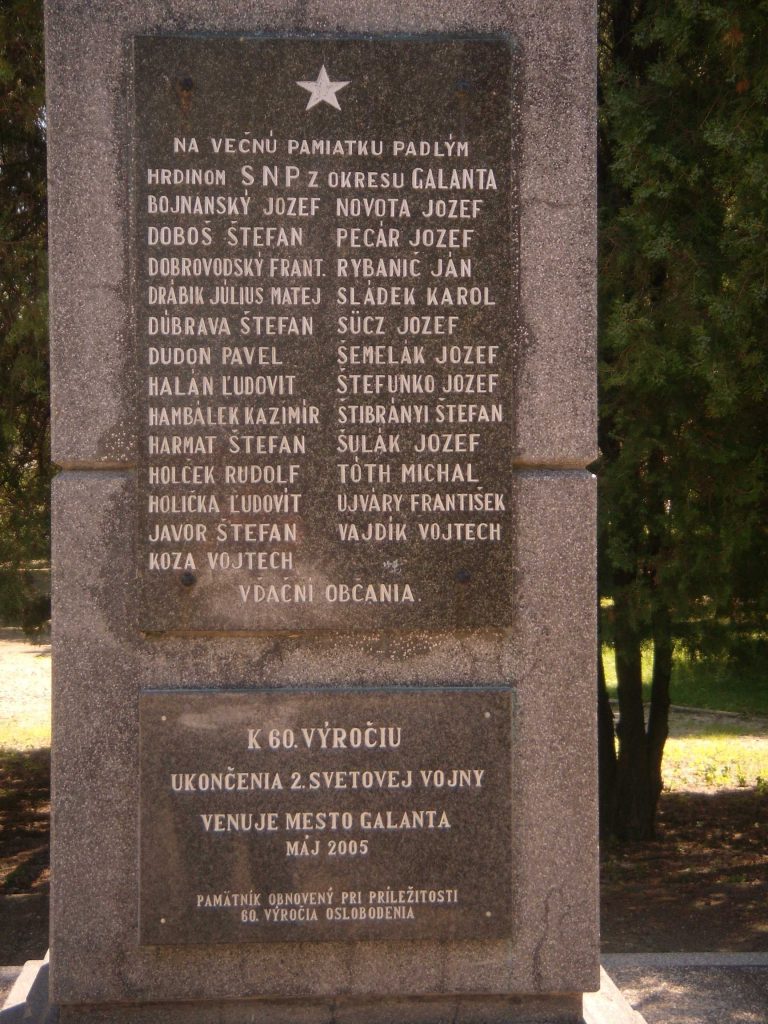 NA VEČNÚ PAMIATKU PADLÝM
HRDINOM SNP Z OKRESU GALANTA
BOJNANSKÝ JOZEF NOVOTA JOZEF
DOBOŠ ŠTEFAN PECÁR JOZEF
DOBROVODSKÝ FRANT. RYBANIČ JÁN
DRÁBIK JÚLIUS MATEJ SLÁDEK KAROL
DÚBRAVA ŠTEFAN SÜCZ JOZEF
DUDON PAVEL ŠEMELÁK JOZEF
HALÁN ĽUDOVIT ŠTEFUNKO JOZEF
HAMBÁLEK KAZIMÍR ŠTIBRÁNYI ŠTEFAN
HARMAT ŠTEFAN ŠULÁK JOZEF
HOLČEK RUDOLF TÓTH MICHAL
HOLIČKA ĽUDOVÍT UJVÁRY FRANTIŠEK
JAVOR ŠTEFAN VAJDÍK VOJTECH
KOZA VOJTECH
VĎAČNÍ OBČANIA.
K 60. VÝROČIU
UKONČENIA 2. SVETOVEJ VOJNY
VENUJE MESTO GALANTA
MÁJ 2005
PAMÄTNÍK OBNOVENÝ PRI PRÍLEŽITOSTI
60. VÝROČIA OSLOBODENIA